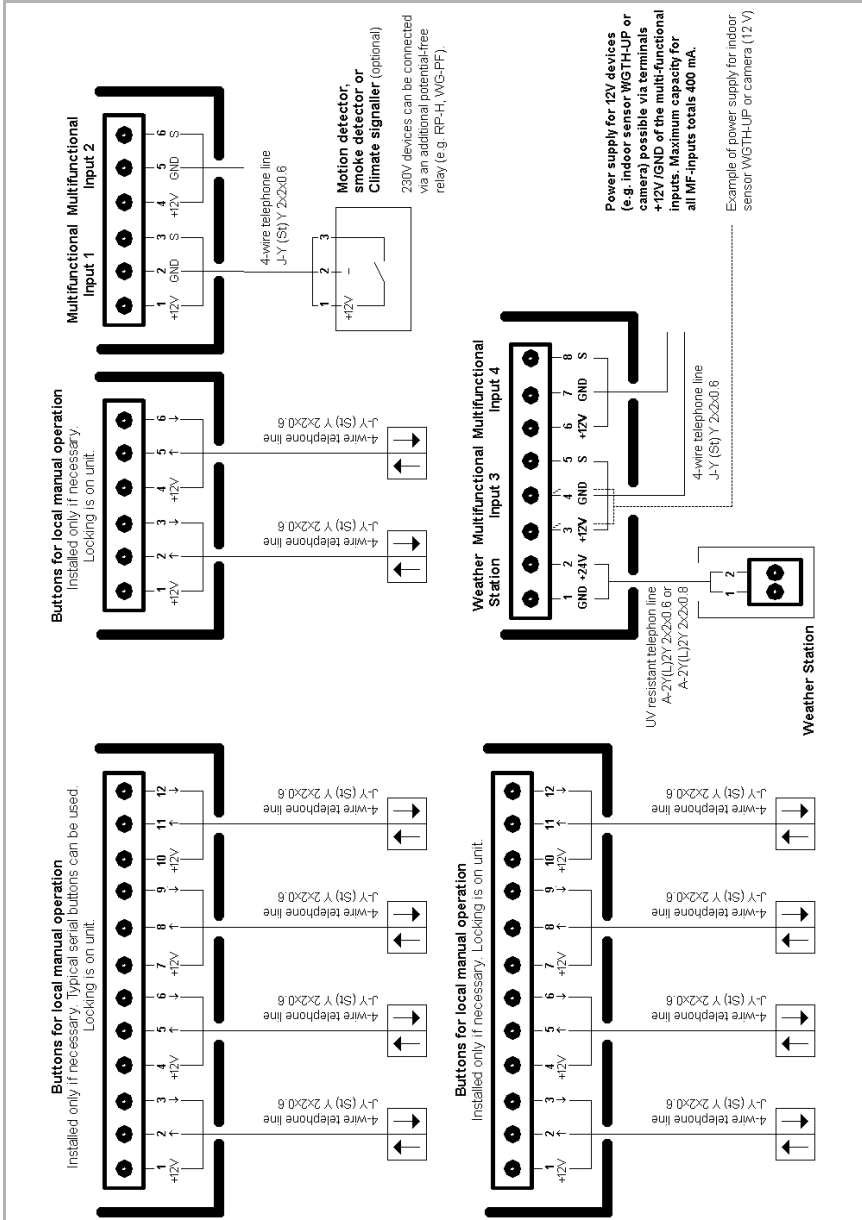 Buttons for local manual operation
Installed only if necessary. Typical serial buttons can be used.
Locking is on unit.
1 2 3 4 5 6 7 8 9 10 11 12
+12V ← → +12V ← → +12V ← → +12V ← →
4-wire telephone line
J-Y (St) Y 2x2x0.6
4-wire telephone line
J-Y (St) Y 2x2x0.6
4-wire telephone line
J-Y (St) Y 2x2x0.6
4-wire telephone line
J-Y (St) Y 2x2x0.6
Buttons for local manual operation
Installed only if necessary.
Locking is on unit.
1 2 3 4 5 6
+12V ← → +12V ← →
4-wire telephone line
J-Y (St) Y 2x2x0.6
4-wire telephone line
J-Y (St) Y 2x2x0.6
Multifunctional Multifunctional
Input 1 Input 2
1 2 3 4 5 6
+12V GND S +12V GND S
4-wire telephone line
J-Y (St) Y 2x2x0.6
1 2 3
+12V –
Motion detector,
smoke detector or
Climate signaller (optional)
230V devices can be connected
via an additional potential-free
relay (e.g. RP-H, WG-PF).
Buttons for local manual operation
Installed only if necessary. Locking is on unit.
1 2 3 4 5 6 7 8 9 10 11 12
+12V ← → +12V ← → +12V ← → +12V ← →
4-wire telephone line
J-Y (St) Y 2x2x0.6
4-wire telephone line
J-Y (St) Y 2x2x0.6
4-wire telephone line
J-Y (St) Y 2x2x0.6
4-wire telephone line
J-Y (St) Y 2x2x0.6
Weather Multifunctional Multifunctional
Station Input 3 Input 4
1 2 3 4 5 6 7 8
GND +24V +12V GND S +12V GND S
UV resistant telephon line
A-2Y(L)2Y 2x2x0.6 or
A-2Y(L)2Y 2x2x0.8
4-wire telephone line
J-Y (St) Y 2x2x0.6
1 2
Weather Station
Power supply for 12V devices
(e.g. indoor sensor WGTH-UP or
camera) possible via terminals
+12V /GND of the multi-functional
inputs. Maximum capacity for
all MF-inputs totals 400 mA.
Example of power supply for indoor
sensor WGTH-UP or camera (12 V)